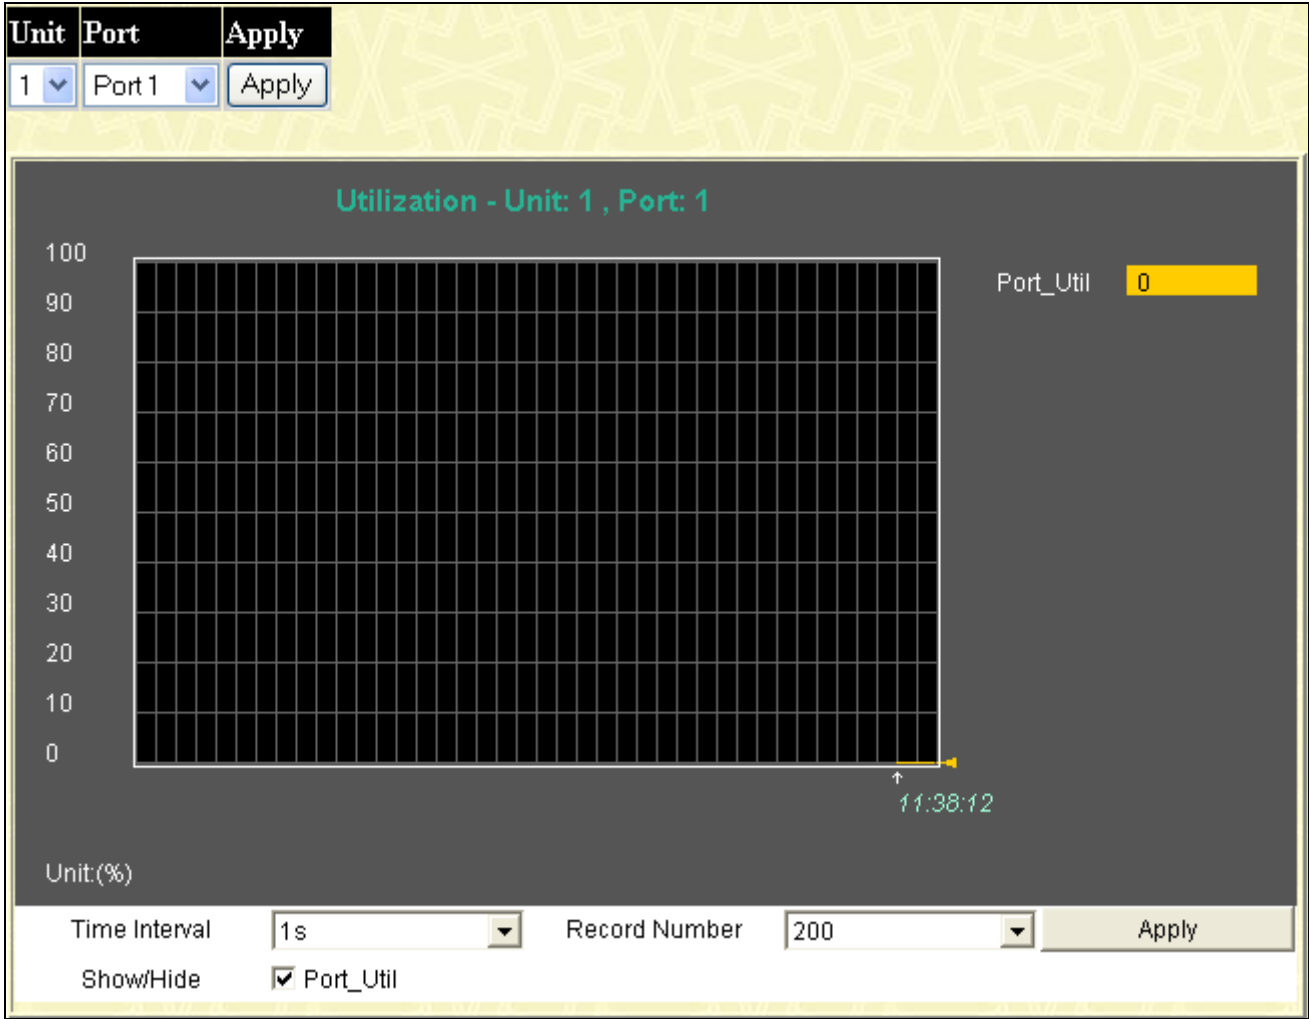 Unit Port Apply
1 Port 1 Apply
Utilization - Unit: 1 , Port: 1
100
Port_Util 0
90
80
70
60
50
40
30
20
10
0
11:38:12
Unit:(%)
Time Interval 1s Record Number 200 Apply
Show/Hide Port_Util